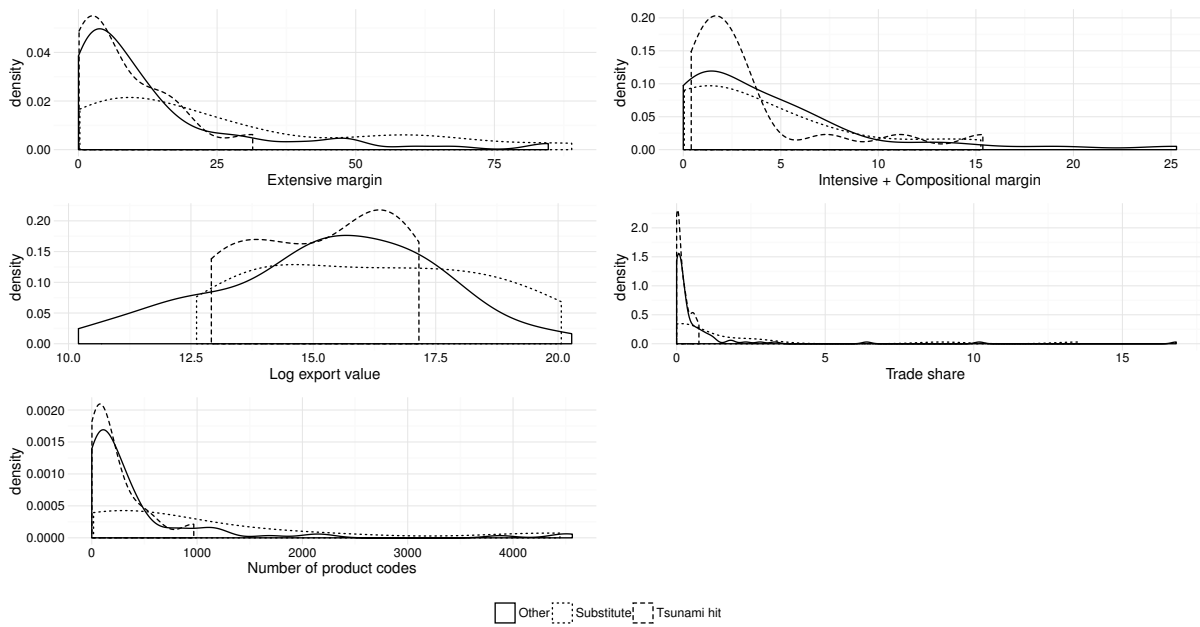 density
0.04
0.02
0.00
0 25 50 75
Extensive margin
density
0.20
0.15
0.10
0.05
0.00
0 5 10 15 20 25
Intensive + Compositional margin
density
0.20
0.15
0.10
0.05
0.00
10.0 12.5 15.0 17.5 20.0
Log export value
density
2.0
1.5
1.0
0.5
0.0
0 5 10 15
Trade share
density
0.0020
0.0015
0.0010
0.0005
0.0000
0 1000 2000 3000 4000
Number of product codes
Other Substitute Tsunami hit